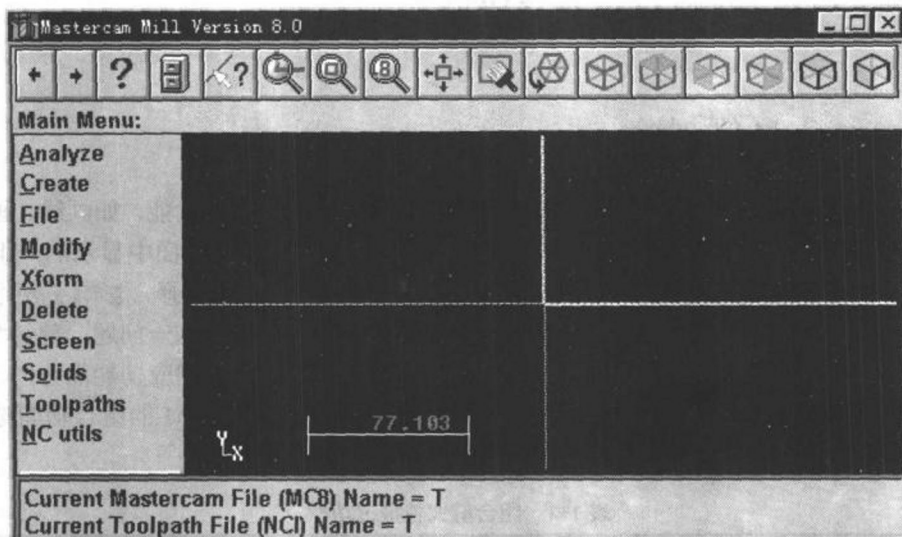 Mastercam Mill Version 8.0
?
?
8
Main Menu:
Analyze
Create
File
Modify
Xform
Delete
Screen
Solids
Toolpaths
NC utils
77.103
Y
X
Current Mastercam File (MC8) Name = T
Current Toolpath File (NCI) Name = T